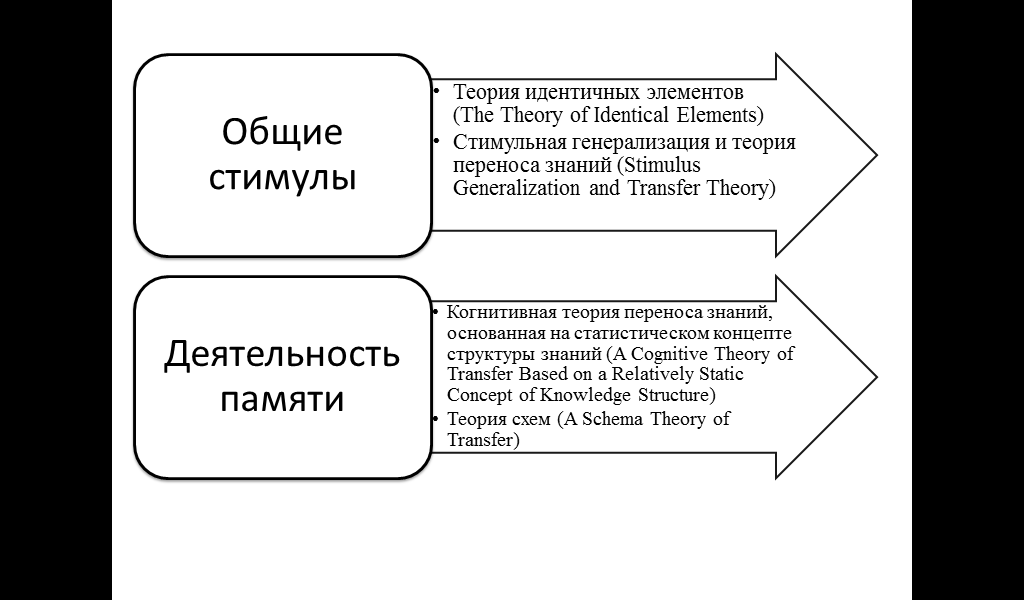 Общие
стимулы
• Теория идентичных элементов
(The Theory of Identical Elements)
• Стимульная генерализация и теория
переноса знаний (Stimulus
Generalization and Transfer Theory)
Деятельность
памяти
• Когнитивная теория переноса знаний,
основанная на статистическом концепте
структуры знаний (A Cognitive Theory of
Transfer Based on a Relatively Static
Concept of Knowledge Structure)
• Теория схем (A Schema Theory of
Transfer)